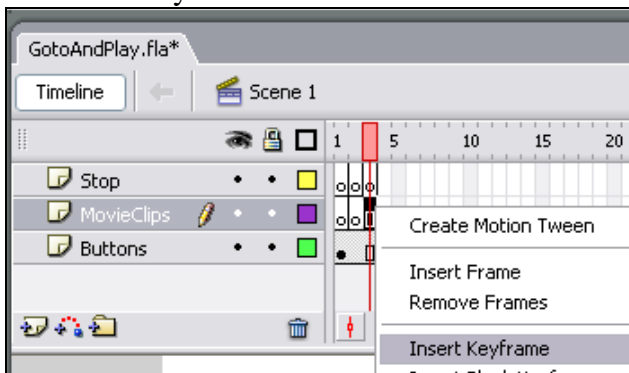 GotoAndPlay.fla*
Timeline Scene 1
1 5 10 15 20
Stop
MovieClips
Buttons
Create Motion Tween
Insert Frame
Remove Frames
Insert Keyframe